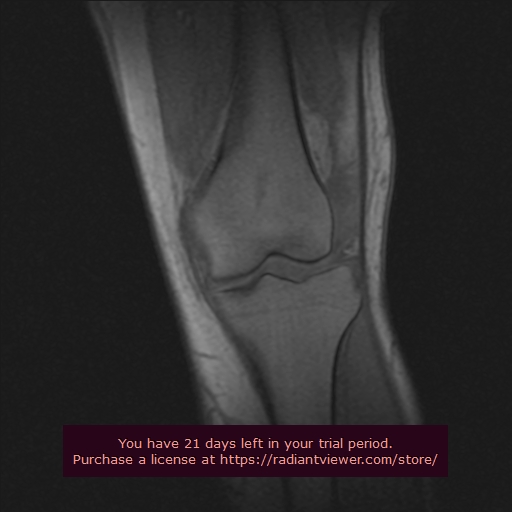 You have 21 days left in your trial period.
Purchase a license at https://radiantviewer.com/store/